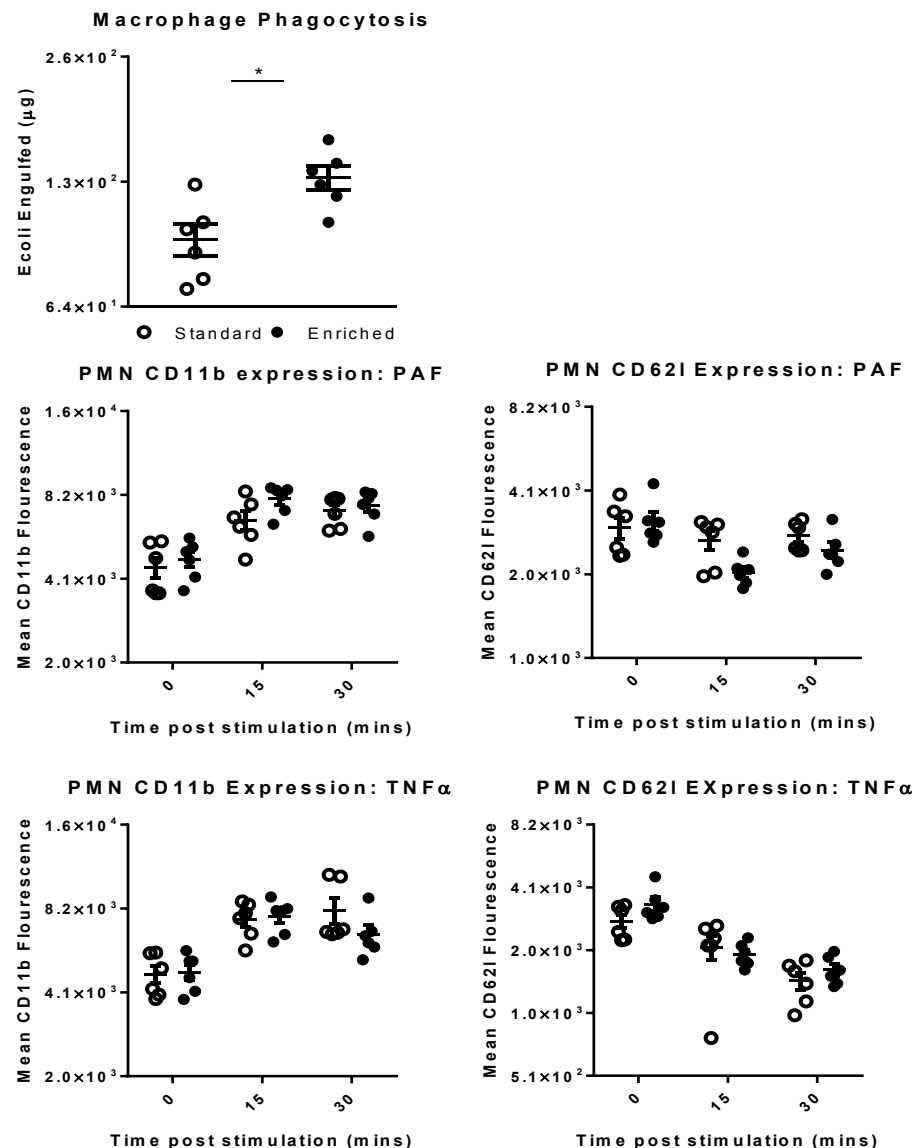 Macrophage Phagocytosis
2.6×10²
*
Ecoli Engulfed (μg)
1.3×10²
6.4×10¹
Standard Enriched
PMN CD11b expression: PAF
1.6×10⁴
Mean CD11b Flourescence
8.2×10³
4.1×10³
2.0×10³
0 15 30
Time post stimulation (mins)
PMN CD62l Expression: PAF
8.2×10³
Mean CD62l Flourescence
4.1×10³
2.0×10³
1.0×10³
0 15 30
Time post stimulation (mins)
PMN CD11b Expression: TNFα
1.6×10⁴
Mean CD11b Flourescence
8.2×10³
4.1×10³
2.0×10³
0 15 30
Time post stimulation (mins)
PMN CD62l EXpression: TNFα
8.2×10³
Mean CD62l Flourescence
4.1×10³
2.0×10³
1.0×10³
5.1×10²
0 15 30
Time post stimulation (mins)